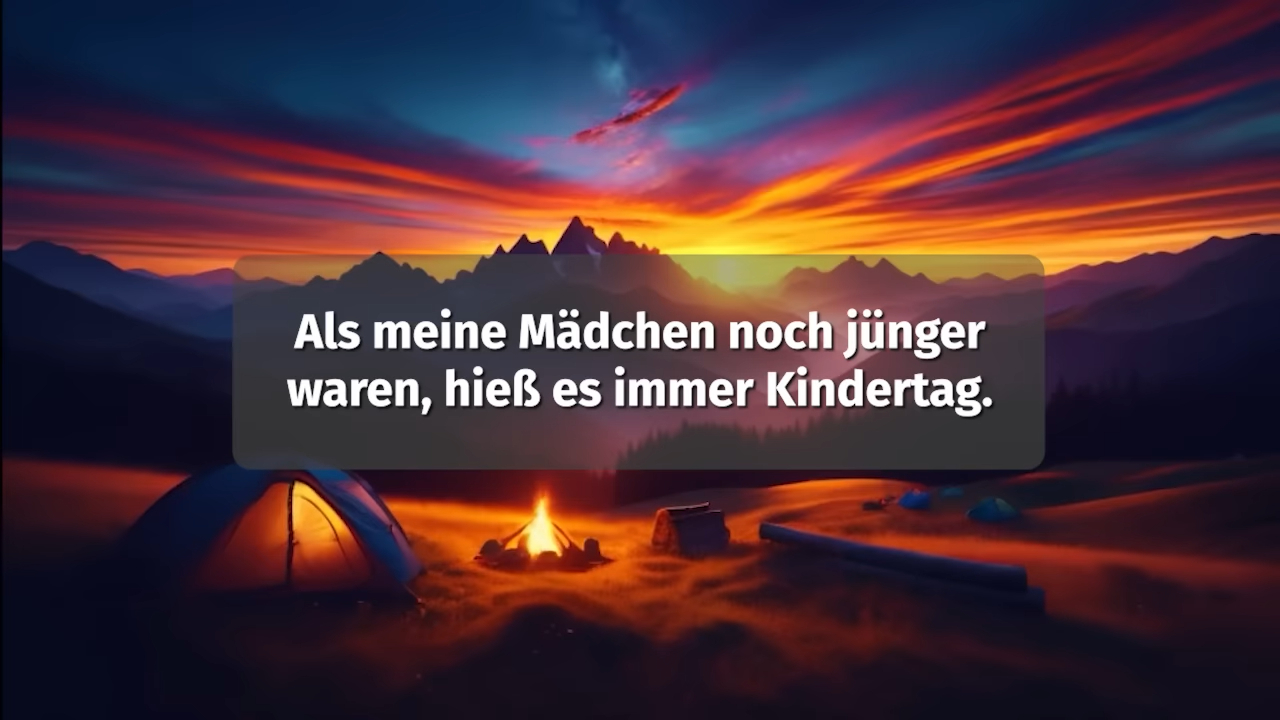 Als meine Mädchen noch jünger
waren, hieß es immer Kindertag.